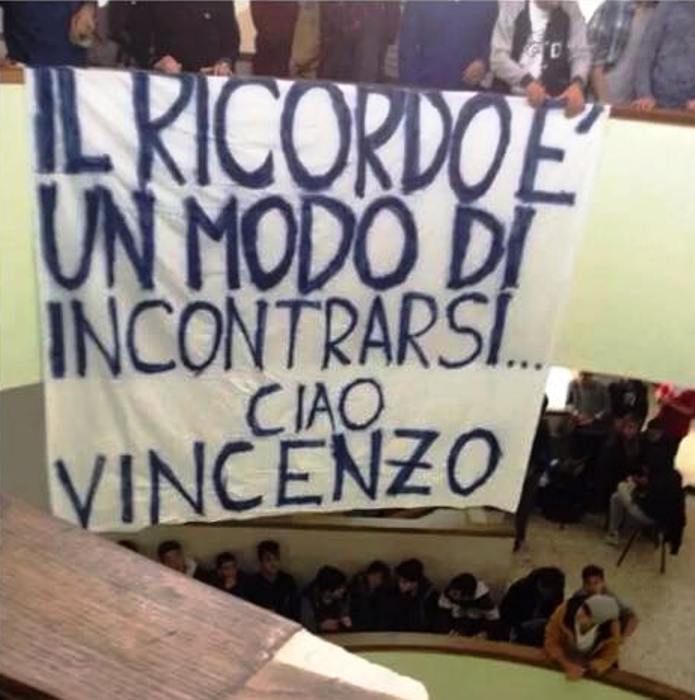 IL RICORDO E'
UN MODO DI
INCONTRARSI...
CIAO
VINCENZO